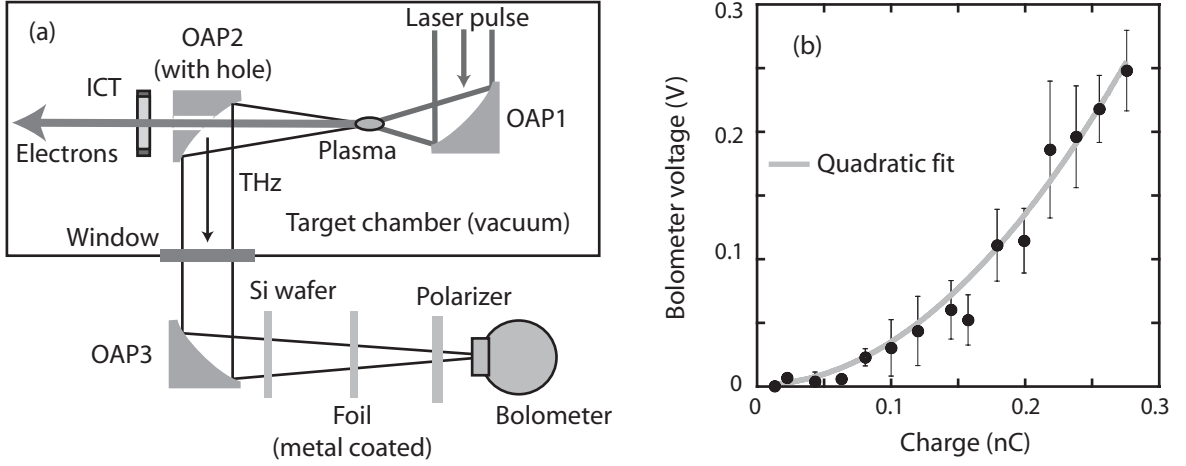 (a)
OAP2
(with hole)
Laser pulse
ICT
OAP1
Electrons
Plasma
THz
Target chamber (vacuum)
Window
Si wafer
Polarizer
OAP3
Foil
(metal coated)
Bolometer
(b)
Bolometer voltage (V)
0.3
0.2
0.1
0
Quadratic fit
0
0.1
0.2
0.3
Charge (nC)